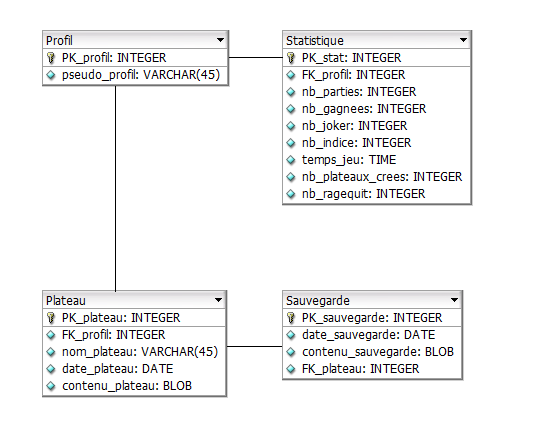 Profil
PK_profil: INTEGER
pseudo_profil: VARCHAR(45)
Statistique
PK_stat: INTEGER
FK_profil: INTEGER
nb_parties: INTEGER
nb_gagnees: INTEGER
nb_joker: INTEGER
nb_indice: INTEGER
temps_jeu: TIME
nb_plateaux_crees: INTEGER
nb_ragequit: INTEGER
Plateau
PK_plateau: INTEGER
FK_profil: INTEGER
nom_plateau: VARCHAR(45)
date_plateau: DATE
contenu_plateau: BLOB
Sauvegarde
PK_sauvegarde: INTEGER
date_sauvegarde: DATE
contenu_sauvegarde: BLOB
FK_plateau: INTEGER